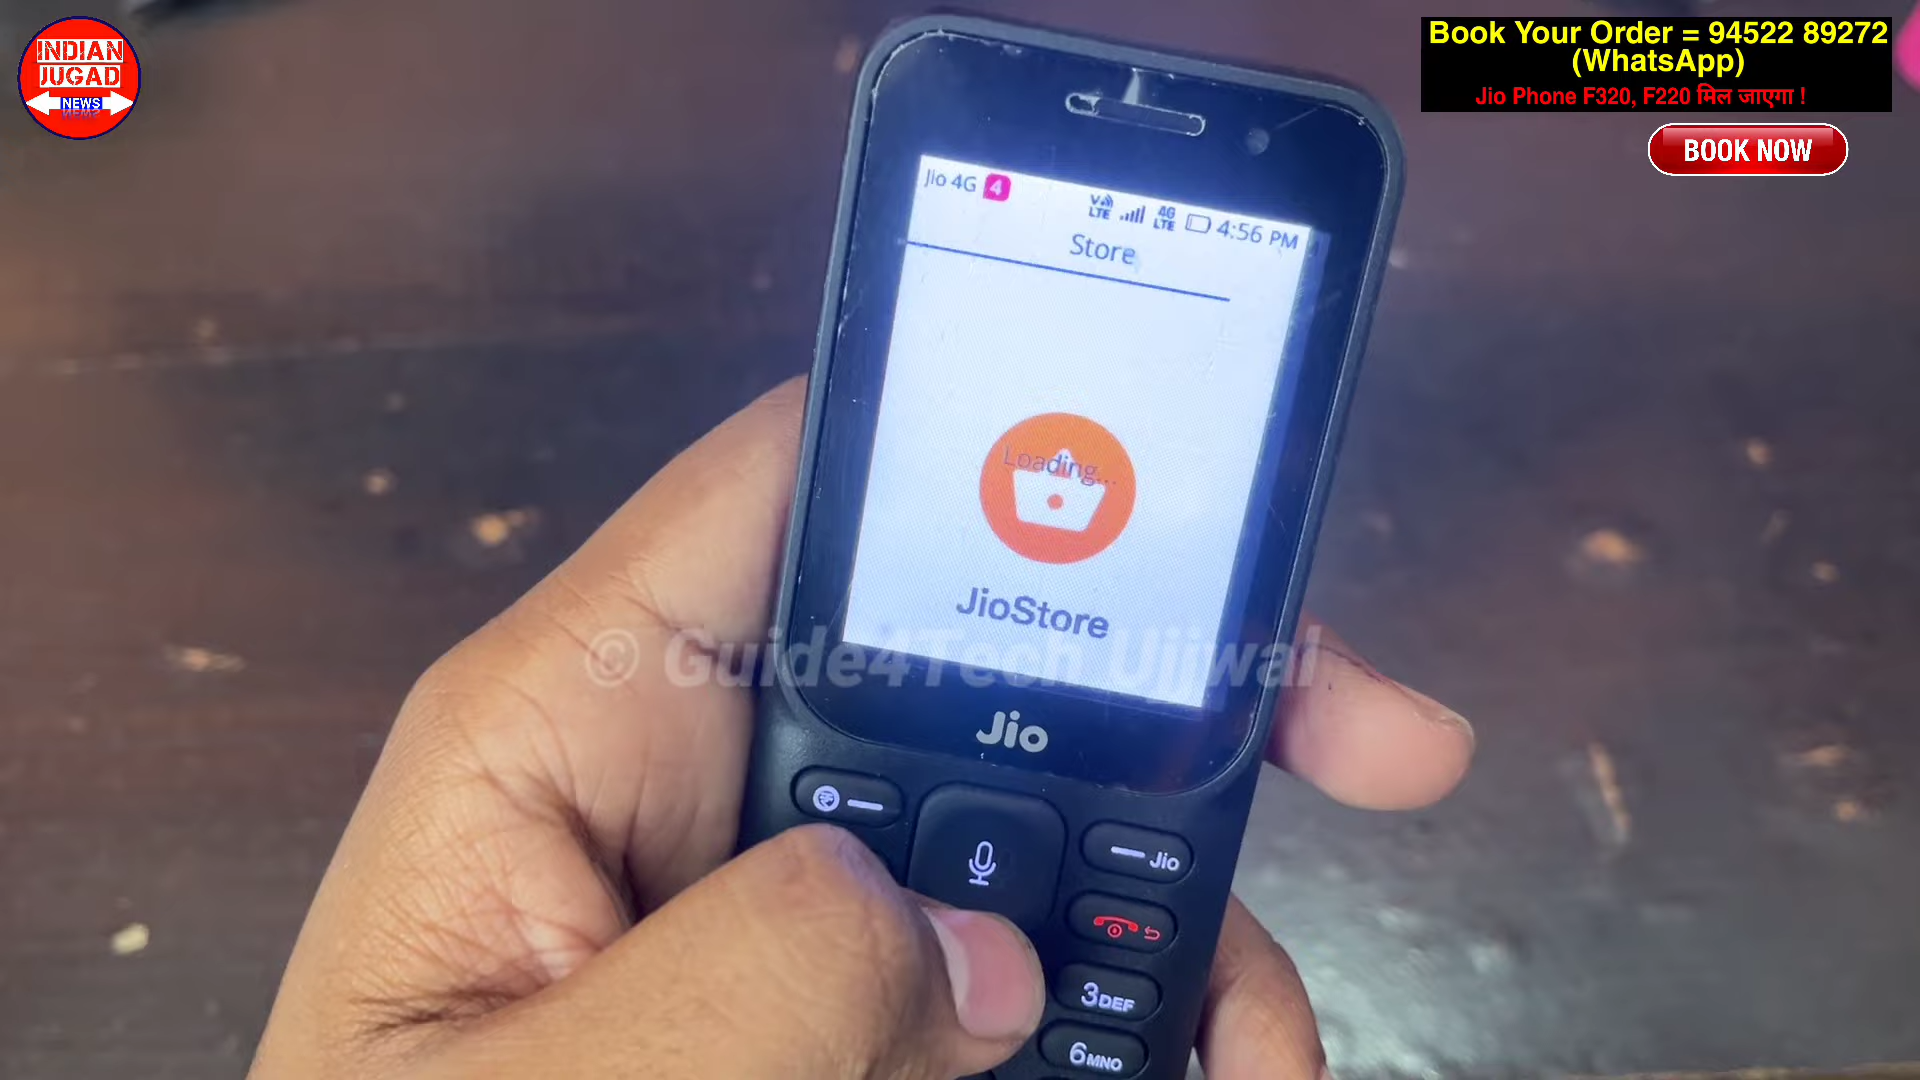 INDIAN
JUGAD
NEWS
Book Your Order = 94522 89272
(WhatsApp)
Jio Phone F320, F220 मिल जाएगा !
BOOK NOW
Jio 4G 4
V LTE 4G LTE 4:56 PM
Store
Loading...
JioStore
© Guide4Tech Ujjwal
Jio
Jio
3DEF
6MNO